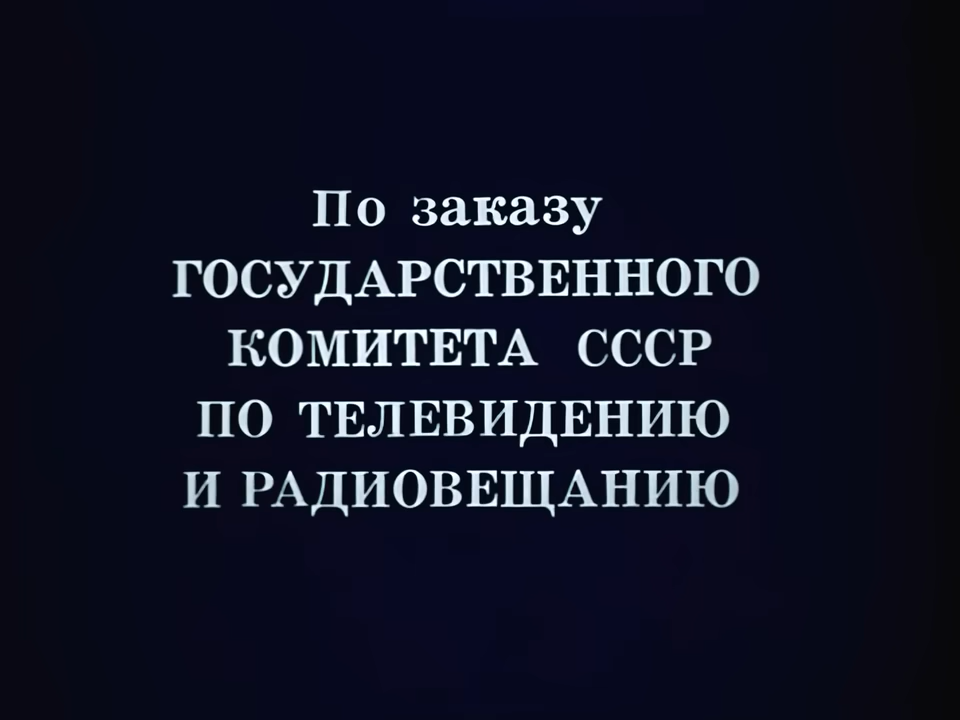 По заказу
ГОСУДАРСТВЕННОГО
КОМИТЕТА СССР
ПО ТЕЛЕВИДЕНИЮ
И РАДИОВЕЩАНИЮ